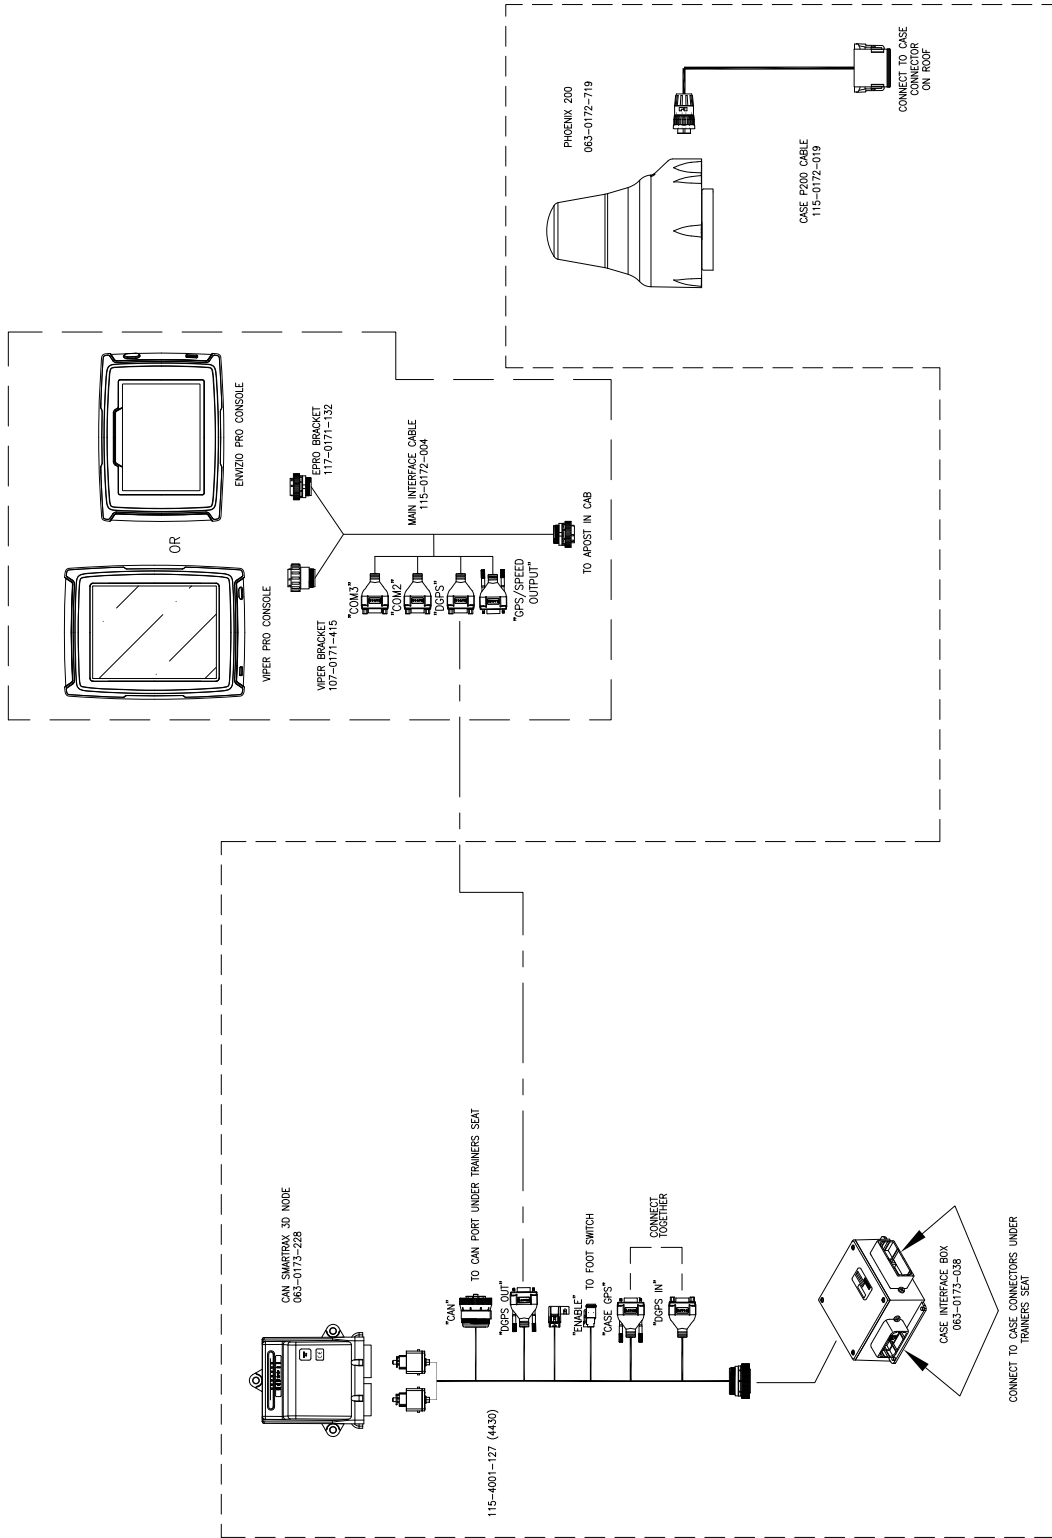 PHOENIX 200
063-0172-719
CONNECT TO CASE
CONNECTOR
ON ROOF
CASE P200 CABLE
115-0172-019
ENVIZIO PRO CONSOLE
OR
VIPER PRO CONSOLE
EPRO BRACKET
117-0171-132
VIPER BRACKET
107-0171-415
MAIN INTERFACE CABLE
115-0172-004
"COM3"
"COM2"
"DGPS"
"GPS/SPEED
OUTPUT"
TO APOST IN CAB
CAN SMARTRAX 3D NODE
063-0173-228
115-4001-127 (4430)
"CAN"
TO CAN PORT UNDER TRAINERS SEAT
"DGPS OUT"
"ENABLE"
TO FOOT SWITCH
"CASE GPS"
"DGPS IN"
CONNECT
TOGETHER
CASE INTERFACE BOX
063-0173-038
CONNECT TO CASE CONNECTORS UNDER
TRAINERS SEAT